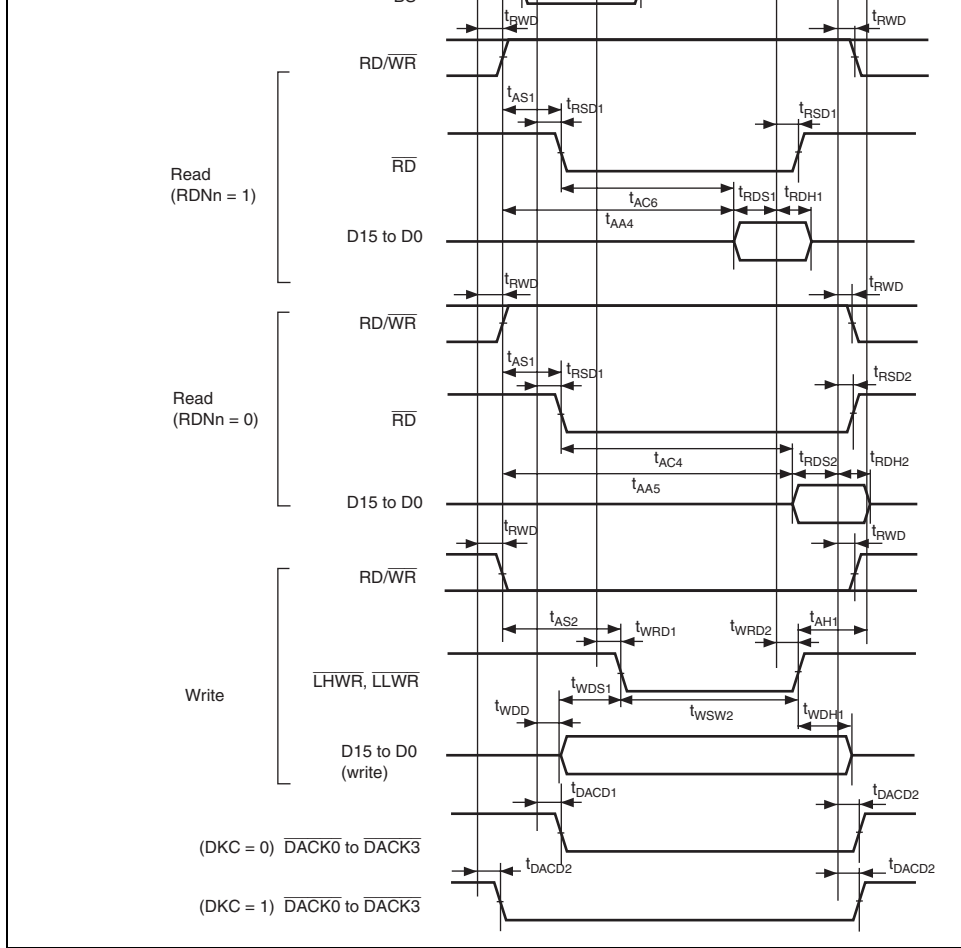 tRWD tRWD
RD/WR
tAS1 tRSD1 tRSD1
RD
Read
(RDNn = 1)
tAC6 tRDS1 tRDH1
tAA4
D15 to D0
tRWD tRWD
RD/WR
tAS1 tRSD1 tRSD2
Read
(RDNn = 0)
RD
tAC4 tRDS2 tRDH2
tAA5
D15 to D0
tRWD tRWD
RD/WR
tAS2 tWRD1 tWRD2 tAH1
LHWR, LLWR
Write
tWDD tWDS1 tWSW2 tWDH1
D15 to D0
(write)
tDACD1 tDACD2
(DKC = 0) DACK0 to DACK3
tDACD2 tDACD2
(DKC = 1) DACK0 to DACK3